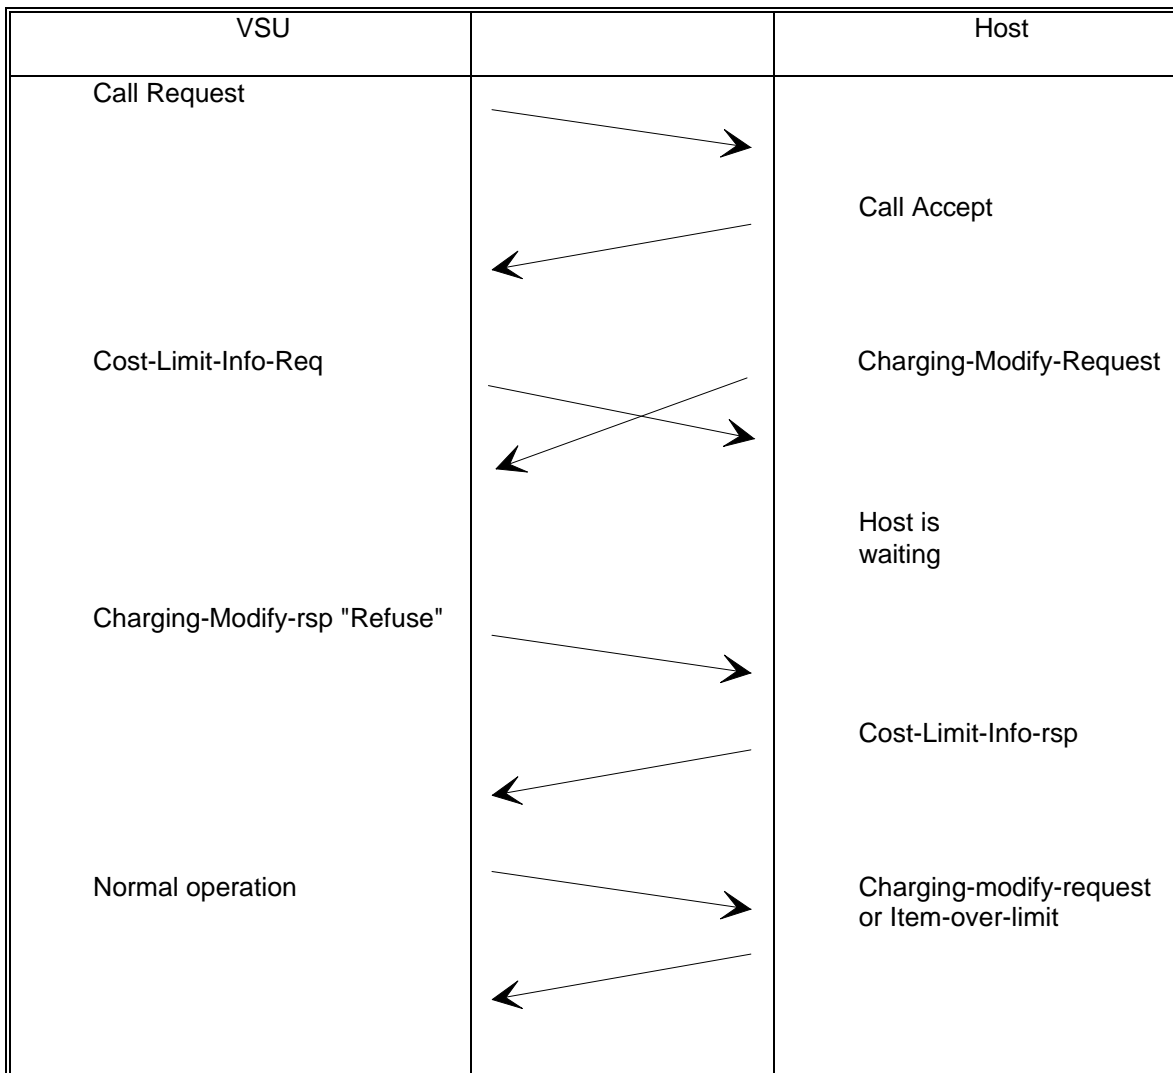 VSU
Host
Call Request
Call Accept
Cost-Limit-Info-Req
Charging-Modify-Request
Host is
waiting
Charging-Modify-rsp "Refuse"
Cost-Limit-Info-rsp
Normal operation
Charging-modify-request
or Item-over-limit